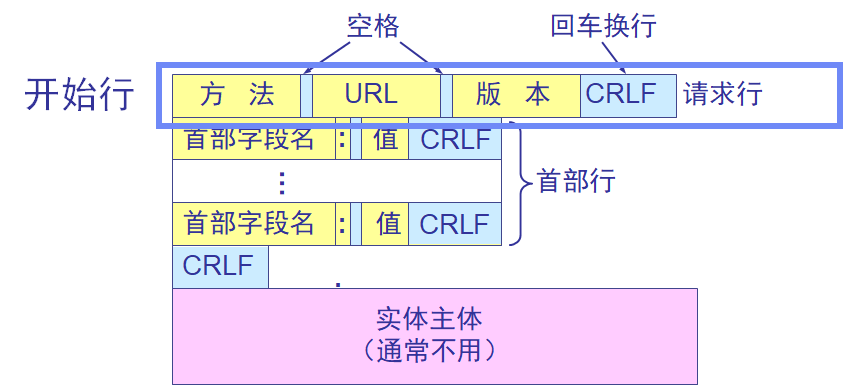 空格 回车换行
开始行 方 法 URL 版 本 CRLF 请求行
首部字段名 : 值 CRLF
⋮ 首部行
首部字段名 : 值 CRLF
CRLF
实体主体
（通常不用）